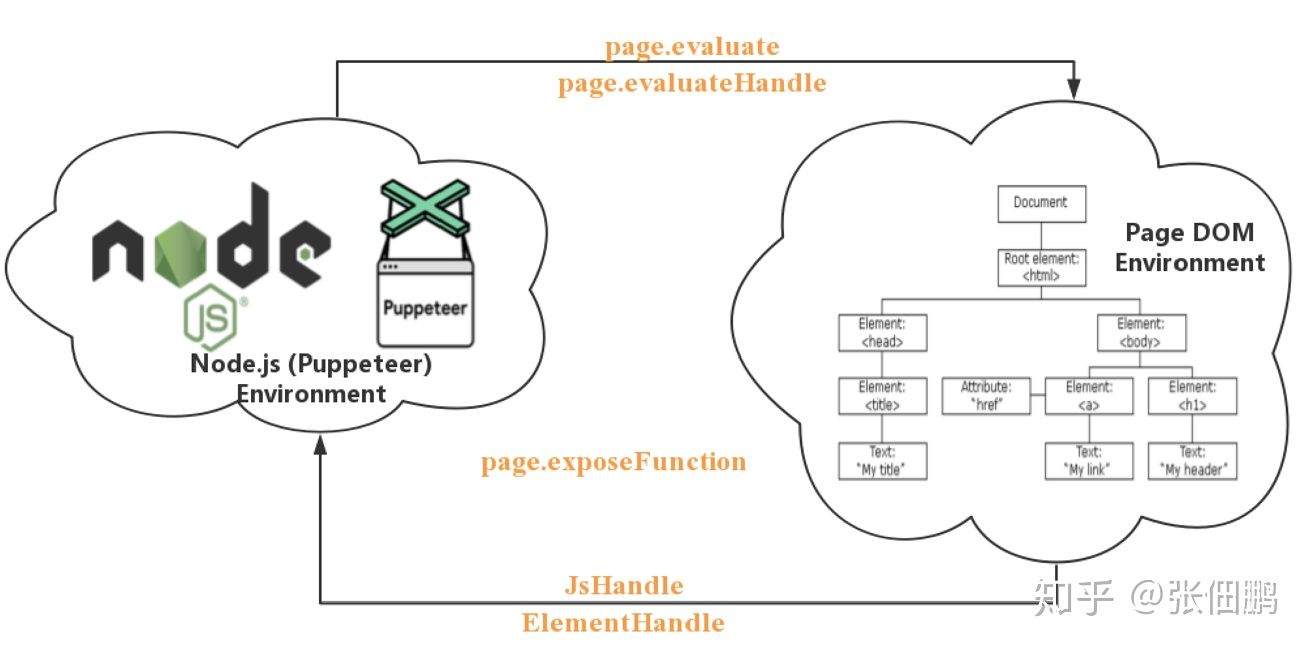 page.evaluate
page.evaluateHandle
node
JS
®
Puppeteer
Node.js (Puppeteer)
Environment
Document
Root element:
<html>
Page DOM
Environment
Element:
<head>
Element:
<body>
Element:
<title>
Attribute:
"href"
Element:
<a>
Element:
<h1>
Text:
"My title"
Text:
"My link"
Text:
"My header"
page.exposeFunction
JsHandle
ElementHandle
知乎 @张佃鹏